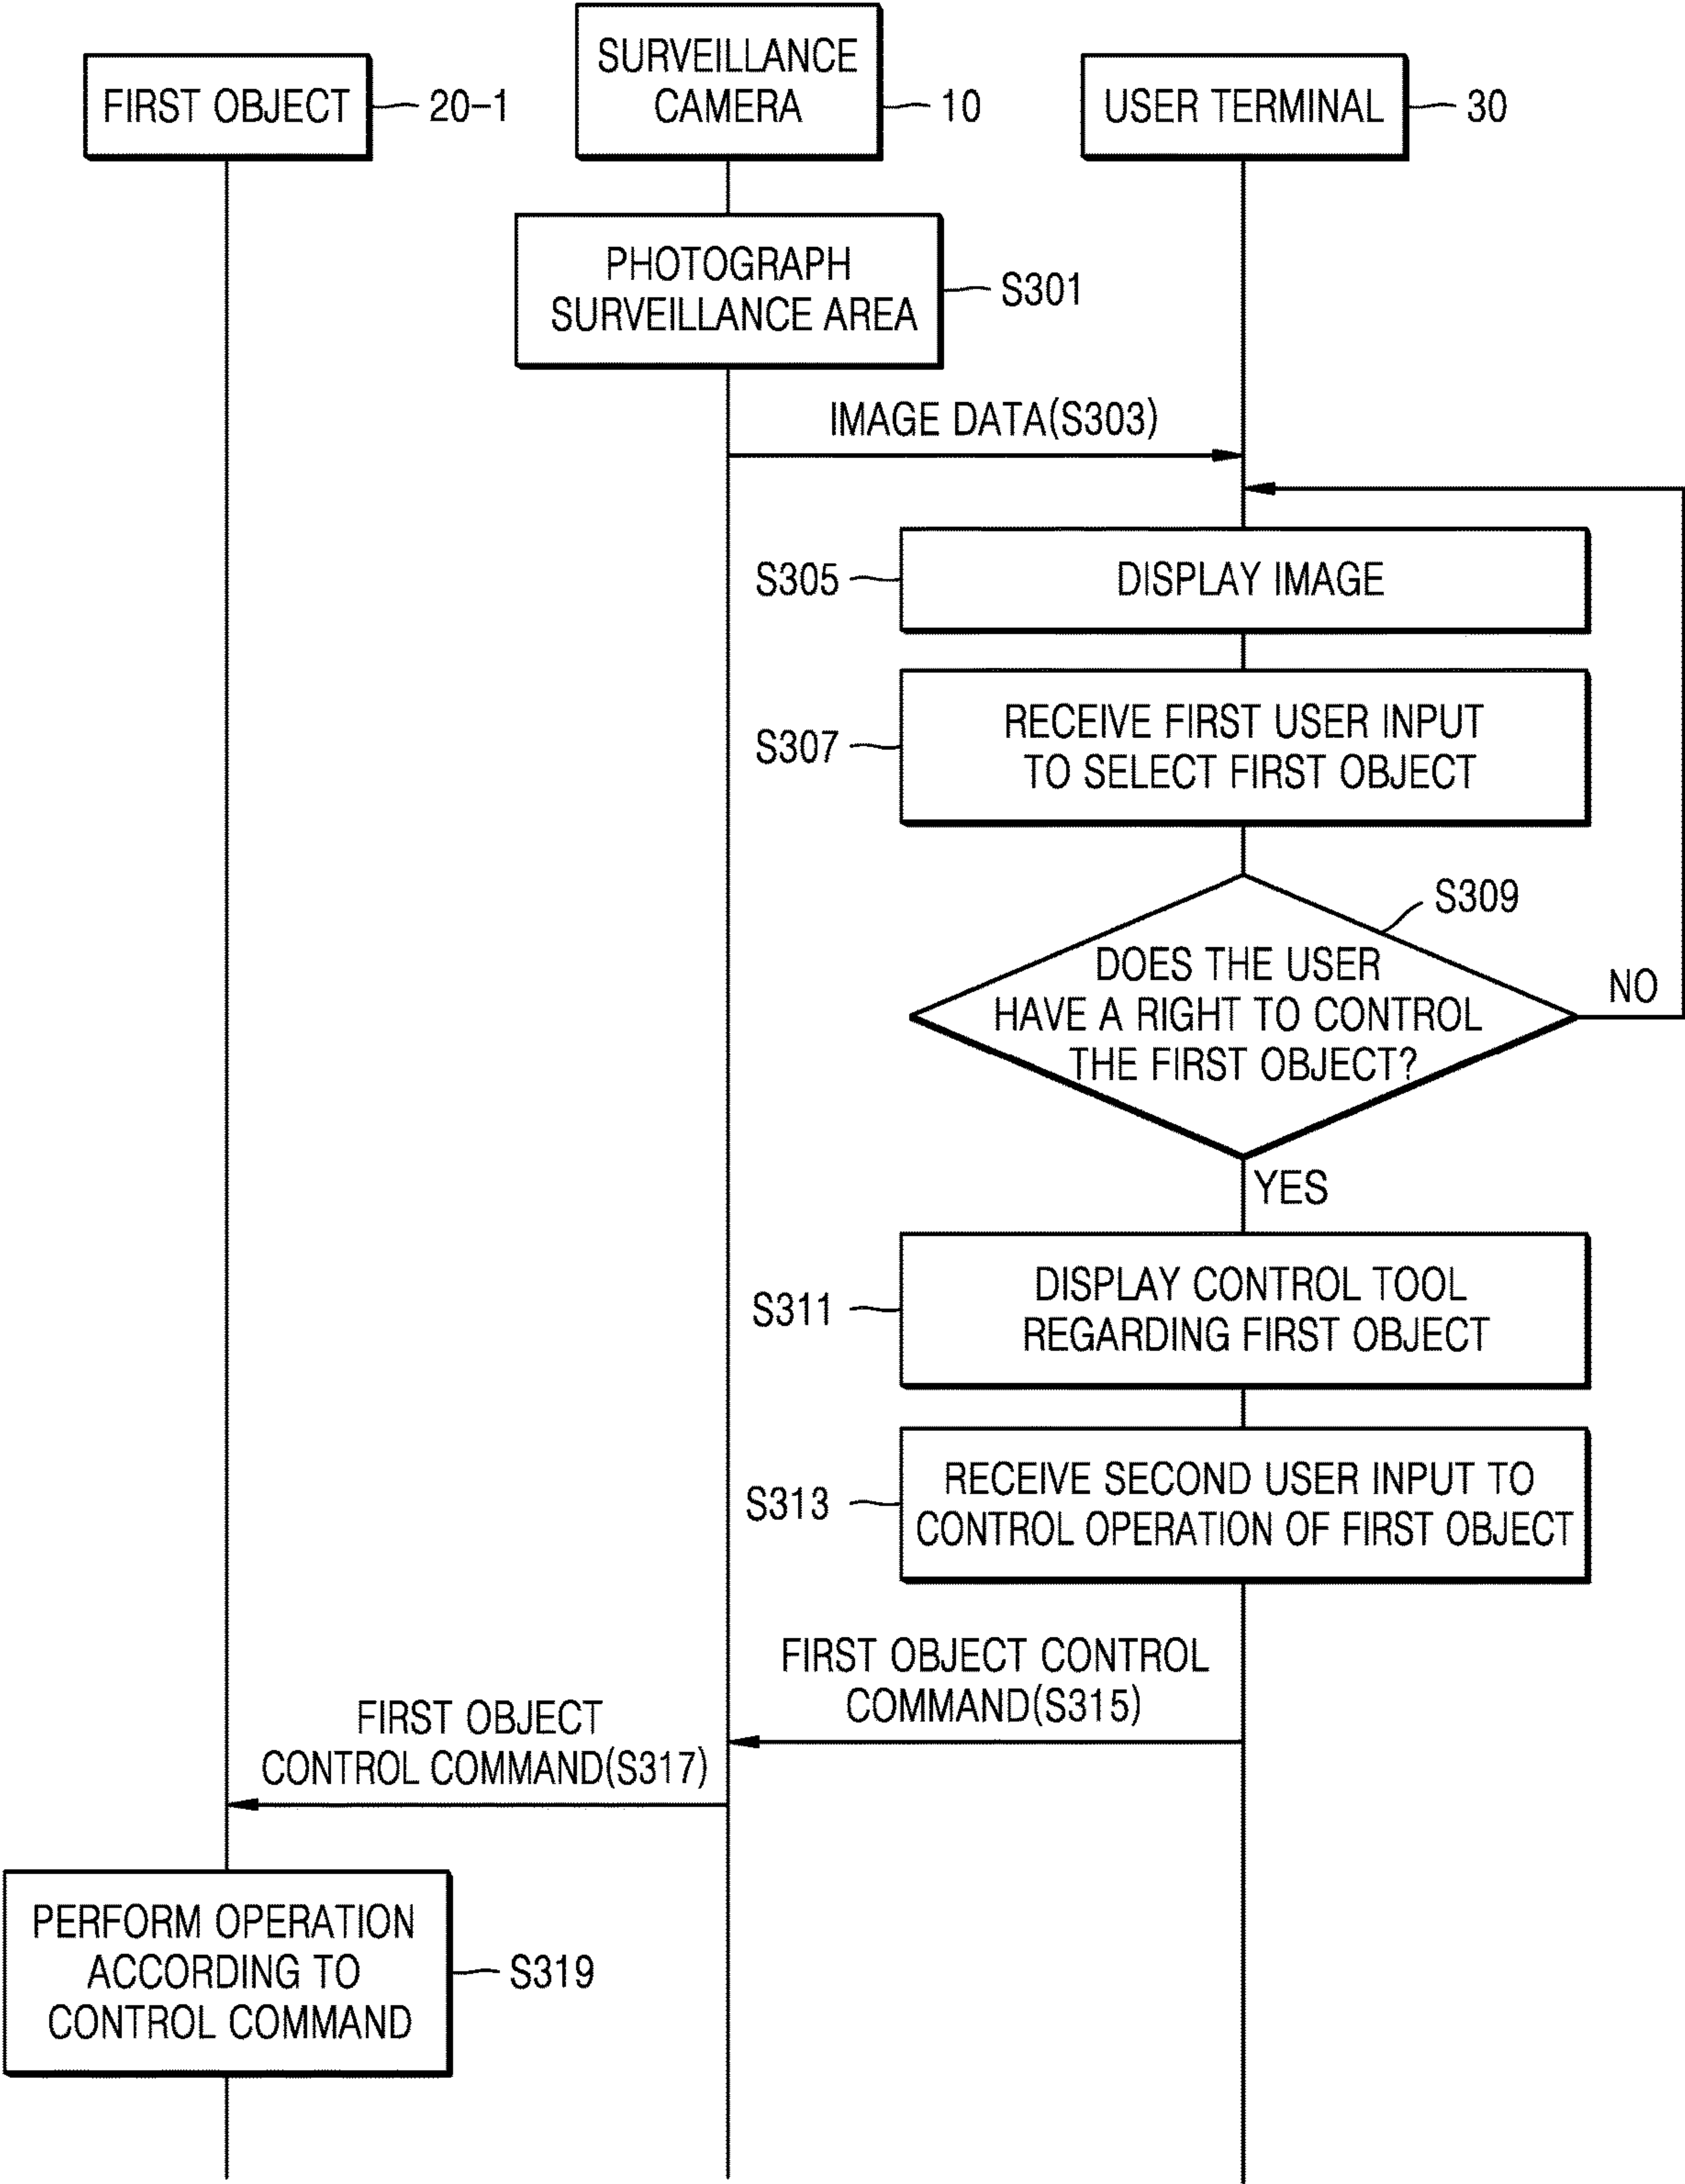 FIRST OBJECT
20-1
SURVEILLANCE
CAMERA
10
USER TERMINAL
30
PHOTOGRAPH
SURVEILLANCE AREA
S301
IMAGE DATA(S303)
S305
DISPLAY IMAGE
S307
RECEIVE FIRST USER INPUT
TO SELECT FIRST OBJECT
S309
DOES THE USER
HAVE A RIGHT TO CONTROL
THE FIRST OBJECT?
NO
YES
S311
DISPLAY CONTROL TOOL
REGARDING FIRST OBJECT
S313
RECEIVE SECOND USER INPUT TO
CONTROL OPERATION OF FIRST OBJECT
FIRST OBJECT CONTROL
COMMAND(S315)
FIRST OBJECT
CONTROL COMMAND(S317)
PERFORM OPERATION
ACCORDING TO
CONTROL COMMAND
S319